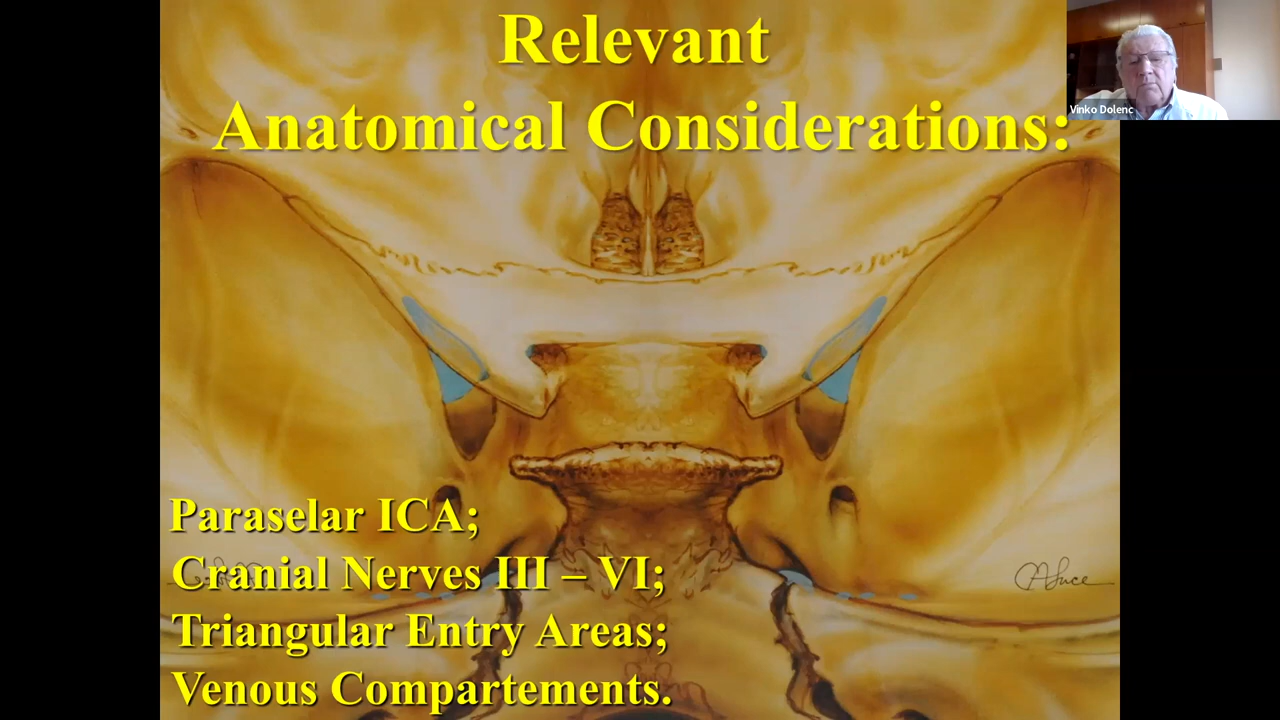 Relevant
Anatomical Considerations:
Vinko Dolenc
Paraselar ICA;
Cranial Nerves III – VI;
Triangular Entry Areas;
Venous Compartements.